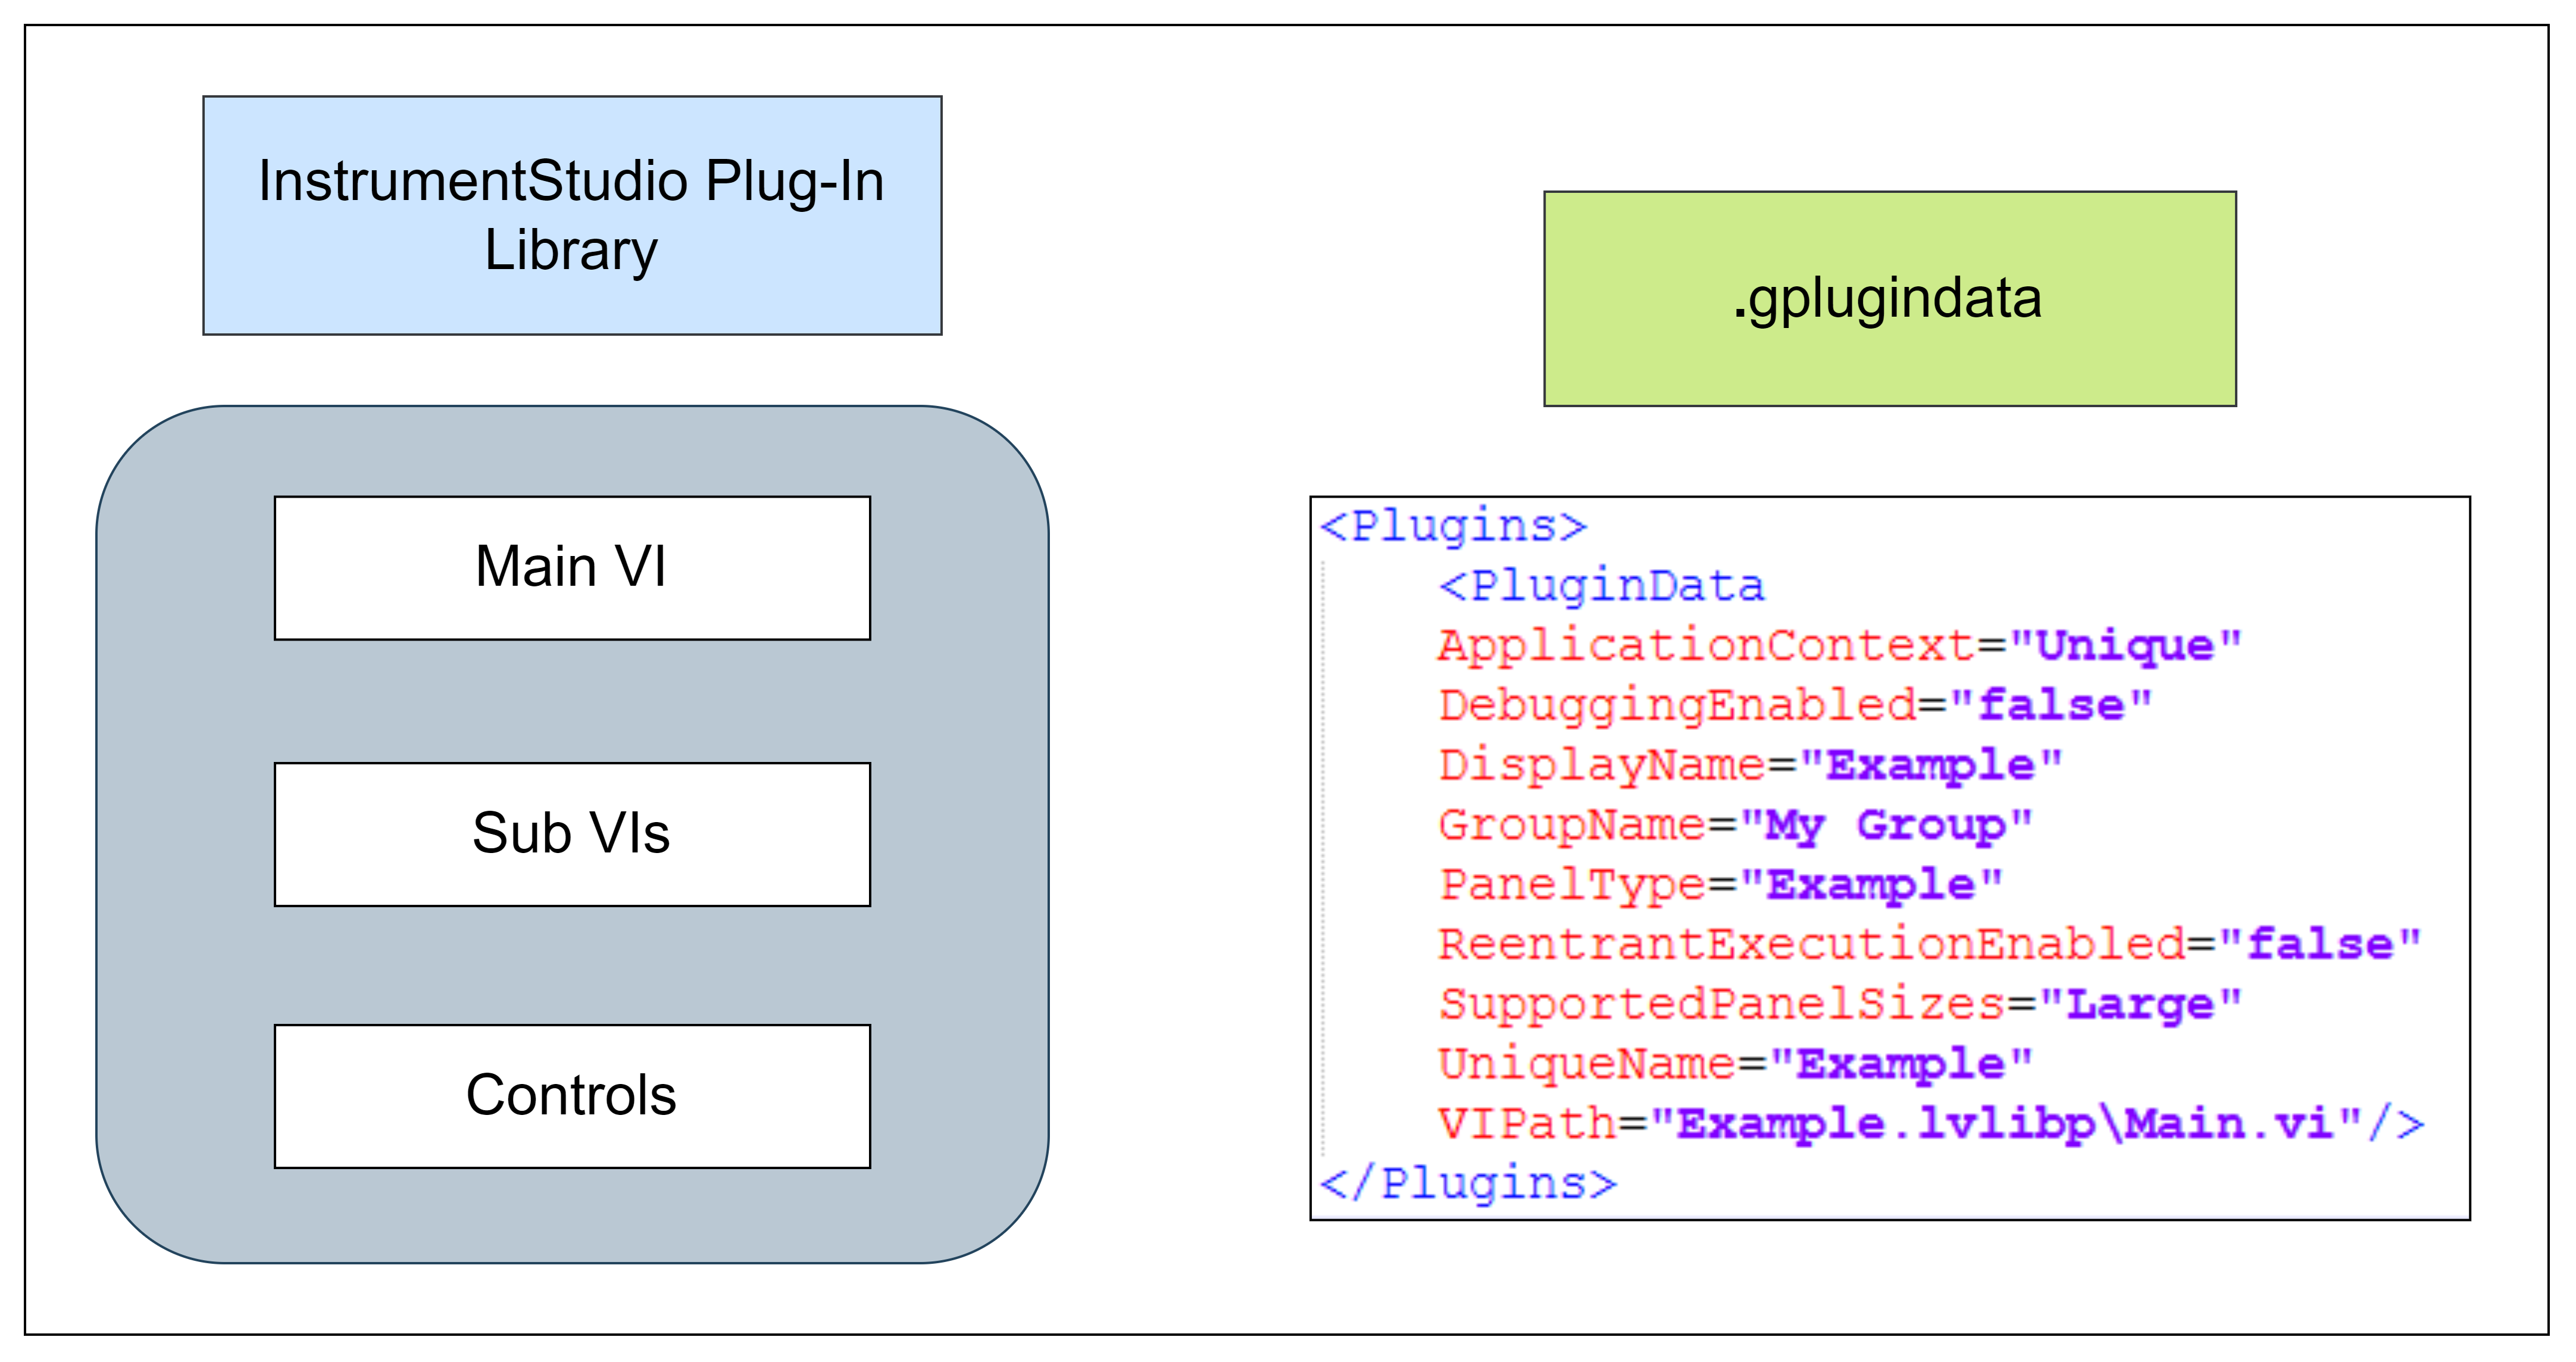 InstrumentStudio Plug-In
Library
Main VI
Sub VIs
Controls
.gplugindata
<Plugins>
<PluginData
ApplicationContext="Unique"
DebuggingEnabled="false"
DisplayName="Example"
GroupName="My Group"
PanelType="Example"
ReentrantExecutionEnabled="false"
SupportedPanelSizes="Large"
UniqueName="Example"
VIPath="Example.lvlibp\Main.vi"/>
</Plugins>